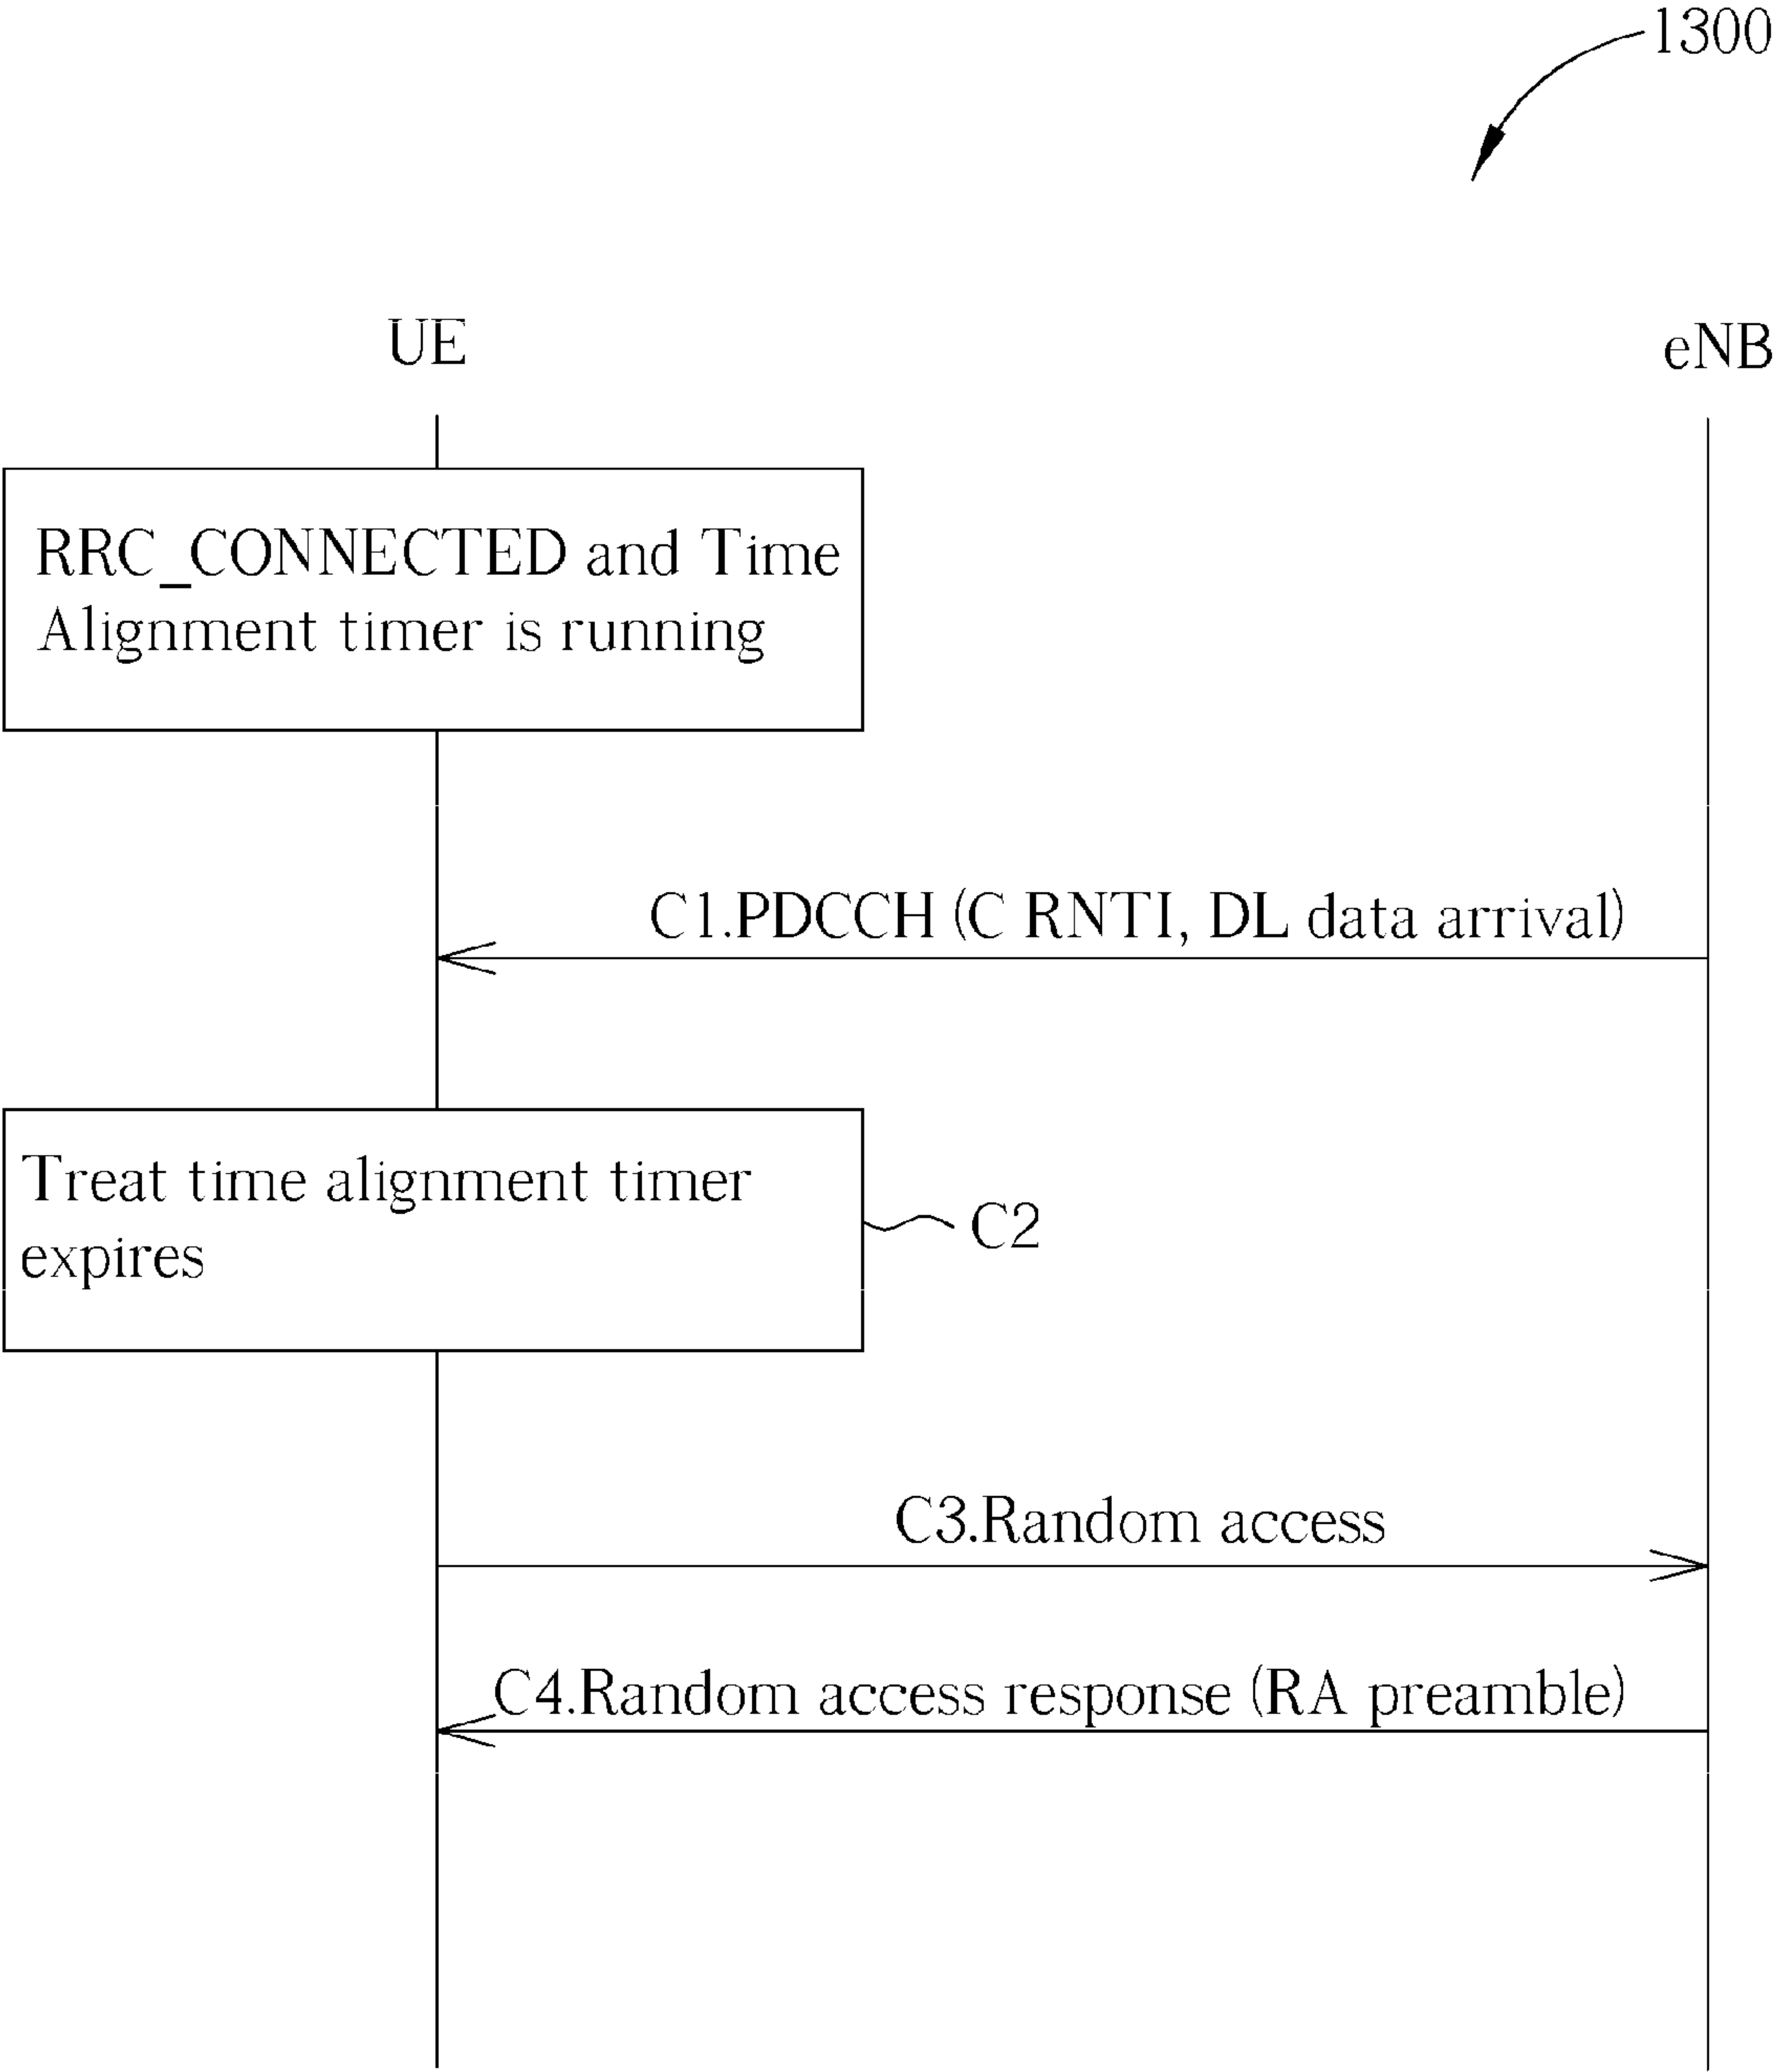 1300
UE
eNB
RRC_CONNECTED and Time
Alignment timer is running
C1.PDCCH (C RNTI, DL data arrival)
Treat time alignment timer
expires
C2
C3.Random access
C4.Random access response (RA preamble)